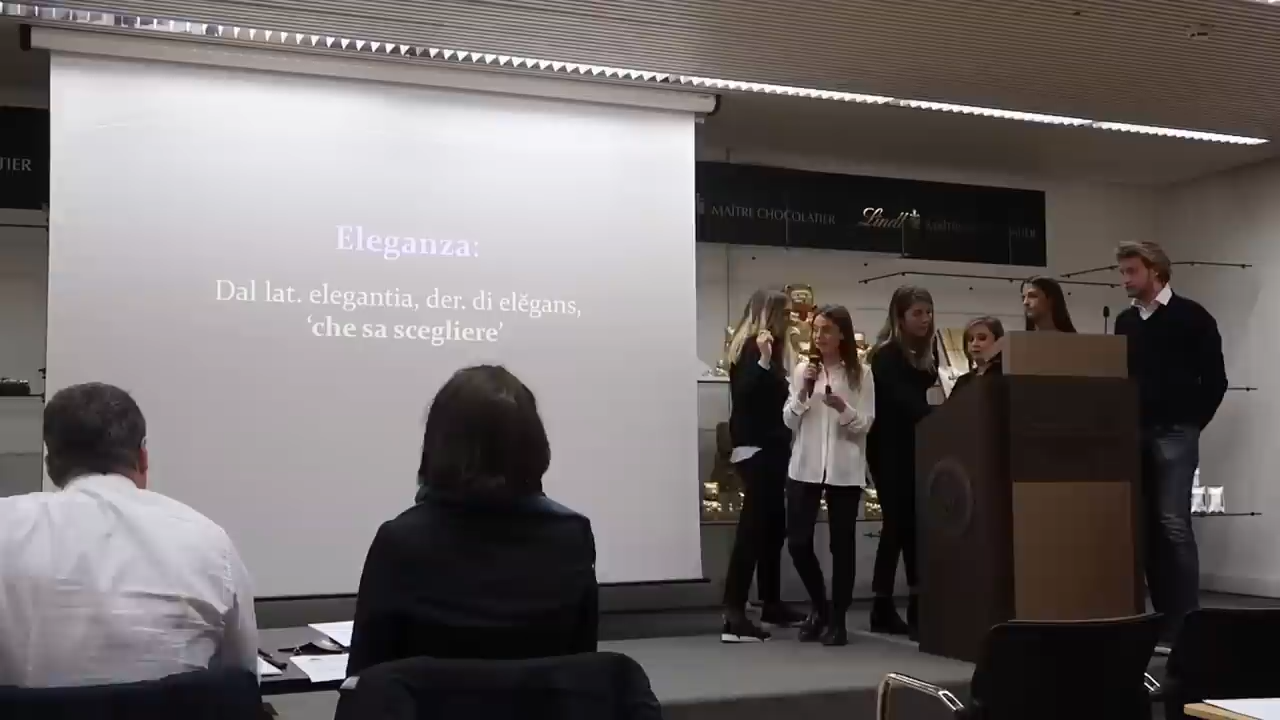 TIER
Eleganza:
Dal lat. elegantia, der. di elĕgans,
‘che sa scegliere’
MAÎTRE CHOCOLATIER
Lindt